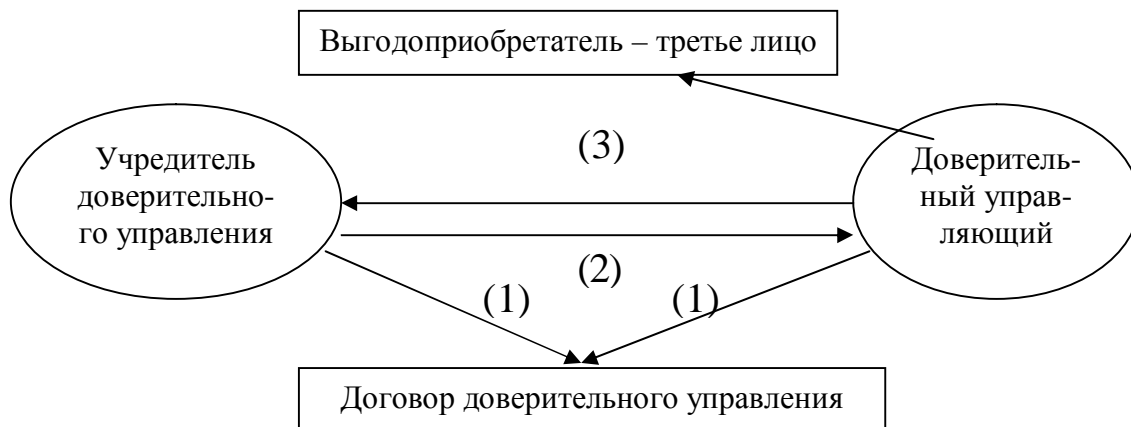 Выгодоприобретатель – третье лицо
(3)
Учредитель
доверительно-
го управления
Доверитель-
ный управ-
ляющий
(2)
(1)
(1)
Договор доверительного управления